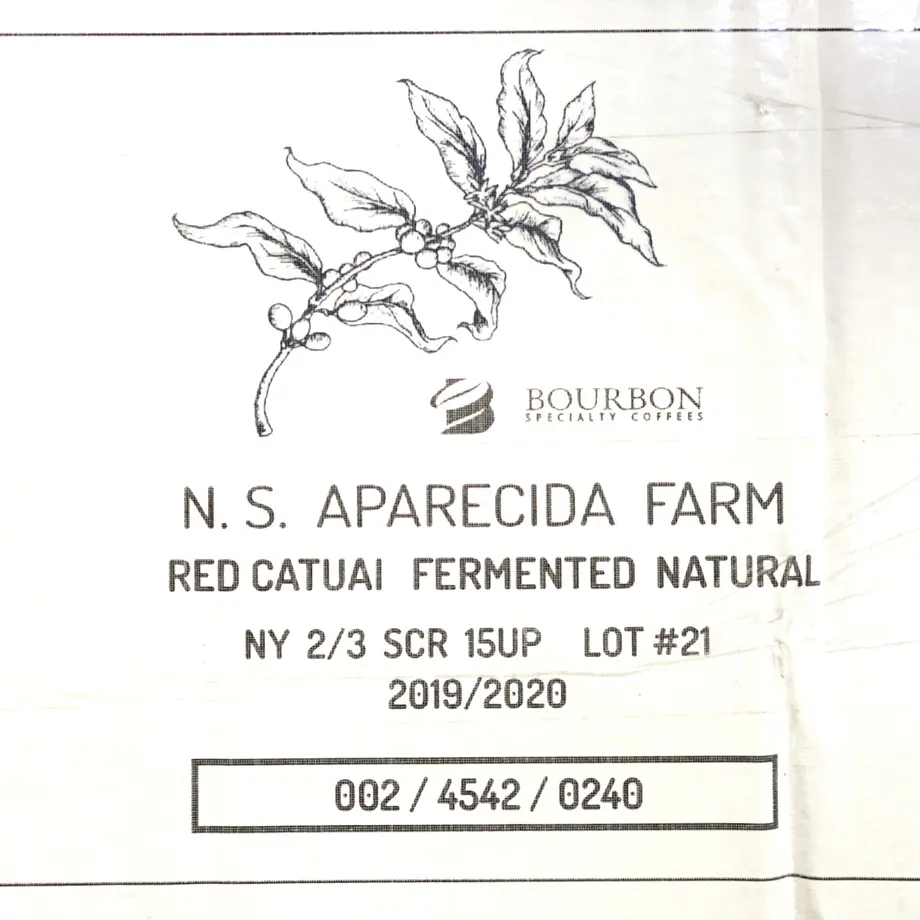 BOURBON
SPECIALTY COFFEES
N. S. APARECIDA FARM
RED CATUAI FERMENTED NATURAL
NY 2/3 SCR 15UP LOT #21
2019/2020
002 / 4542 / 0240